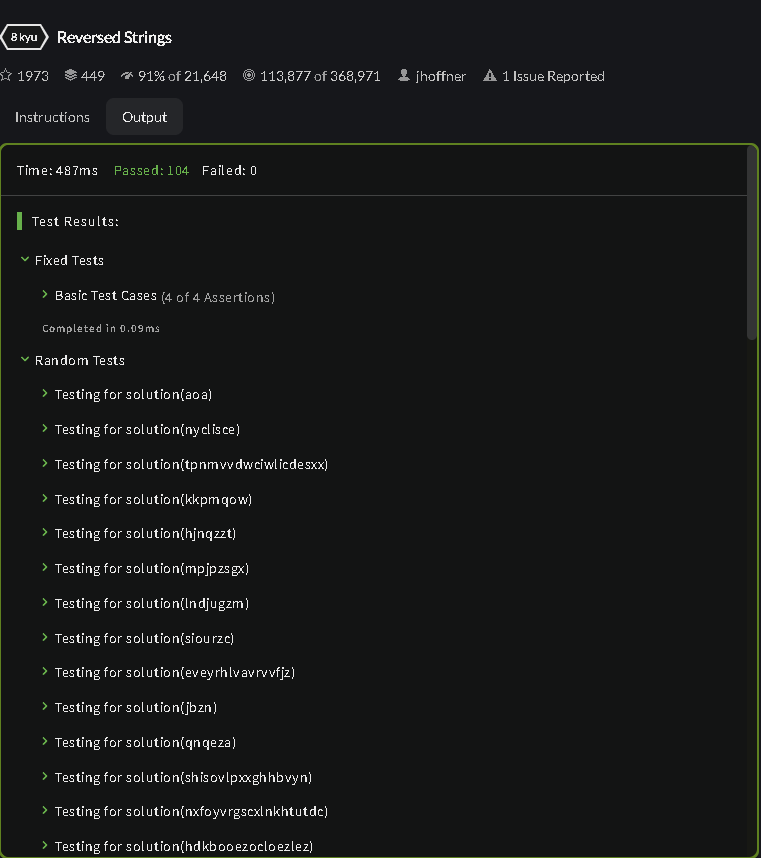 8 kyu Reversed Strings
1973 449 91% of 21,648 113,877 of 368,971 jhoffner 1 Issue Reported
Instructions Output
Time: 487ms Passed: 104 Failed: 0
Test Results:
Fixed Tests
Basic Test Cases (4 of 4 Assertions)
Completed in 0.09ms
Random Tests
Testing for solution(aoa)
Testing for solution(nyclisce)
Testing for solution(tpnmvvdwciwlicdesxx)
Testing for solution(kkpmqow)
Testing for solution(hjnqzzt)
Testing for solution(mpjpzsgx)
Testing for solution(lndjugzm)
Testing for solution(siourzc)
Testing for solution(eveyrhlvavrvvfjz)
Testing for solution(jbzn)
Testing for solution(qnqeza)
Testing for solution(shisovlpxxghhbvyn)
Testing for solution(nxfoyvrgscxlnkhtutdc)
Testing for solution(hdkbooezocloezlez)